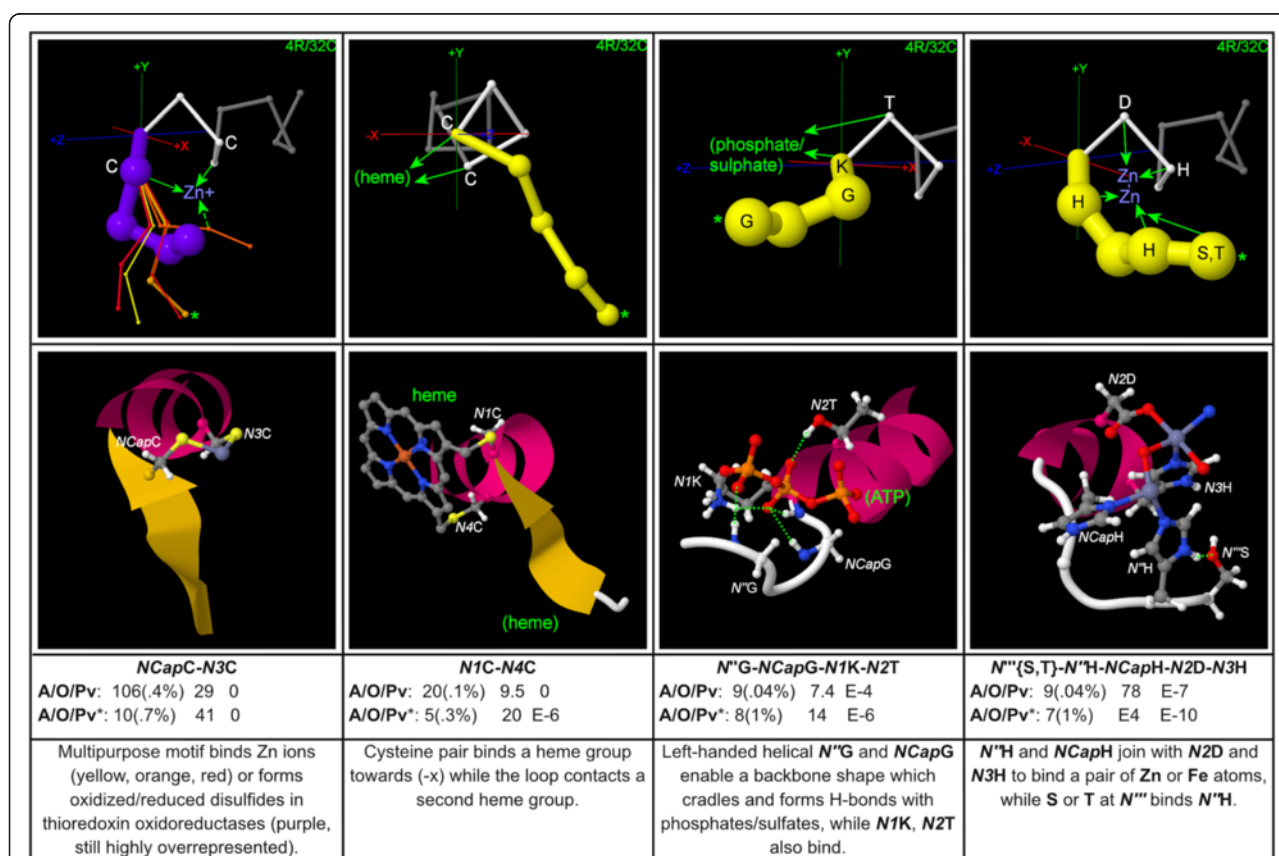 4R/32C
+Y
+Z
+X
C
C
Zn+
*
4R/32C
+Y
-X
-Z
C
C
(heme)
*
4R/32C
+Y
T
(phosphate/
sulphate)
+Z
+X
K
G
G
*
4R/32C
+Y
-X
+Z
D
H
Zn
Zn
H
H
S,T
*
NCapC
N3C
heme
N1C
N4C
(heme)
N2T
N1K
(ATP)
NCapG
N"G
N2D
N3H
NCapH
N"H
N'"S
NCapC-N3C
A/O/Pv: 106(.4%) 29 0
A/O/Pv*: 10(.7%) 41 0
N1C-N4C
A/O/Pv: 20(.1%) 9.5 0
A/O/Pv*: 5(.3%) 20 E-6
N"G-NCapG-N1K-N2T
A/O/Pv: 9(.04%) 7.4 E-4
A/O/Pv*: 8(1%) 14 E-6
N'"{S,T}-N"H-NCapH-N2D-N3H
A/O/Pv: 9(.04%) 78 E-7
A/O/Pv*: 7(1%) E4 E-10
Multipurpose motif binds Zn ions
(yellow, orange, red) or forms
oxidized/reduced disulfides in
thioredoxin oxidoreductases (purple,
still highly overrepresented).
Cysteine pair binds a heme group
towards (-x) while the loop contacts a
second heme group.
Left-handed helical N"G and NCapG
enable a backbone shape which
cradles and forms H-bonds with
phosphates/sulfates, while N1K, N2T
also bind.
N"H and NCapH join with N2D and
N3H to bind a pair of Zn or Fe atoms,
while S or T at N'" binds N"H.